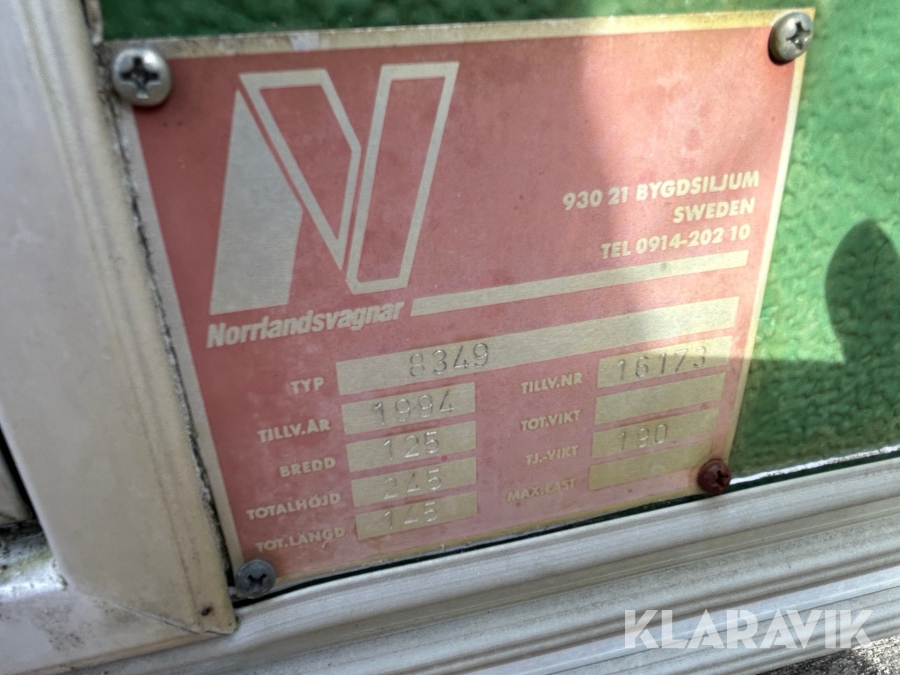 N
930 21 BYGDSILJUM
SWEDEN
TEL 0914-202 10
Norrlandsvagnar
TYP 8349
TILLV.NR 16173
TILLV.ÅR 1994
TOT.VIKT
BREDD 125
TJ.-VIKT 190
TOTALHÖJD 245
MAX.LAST
TOT.LÄNGD 145
KLARAVIK